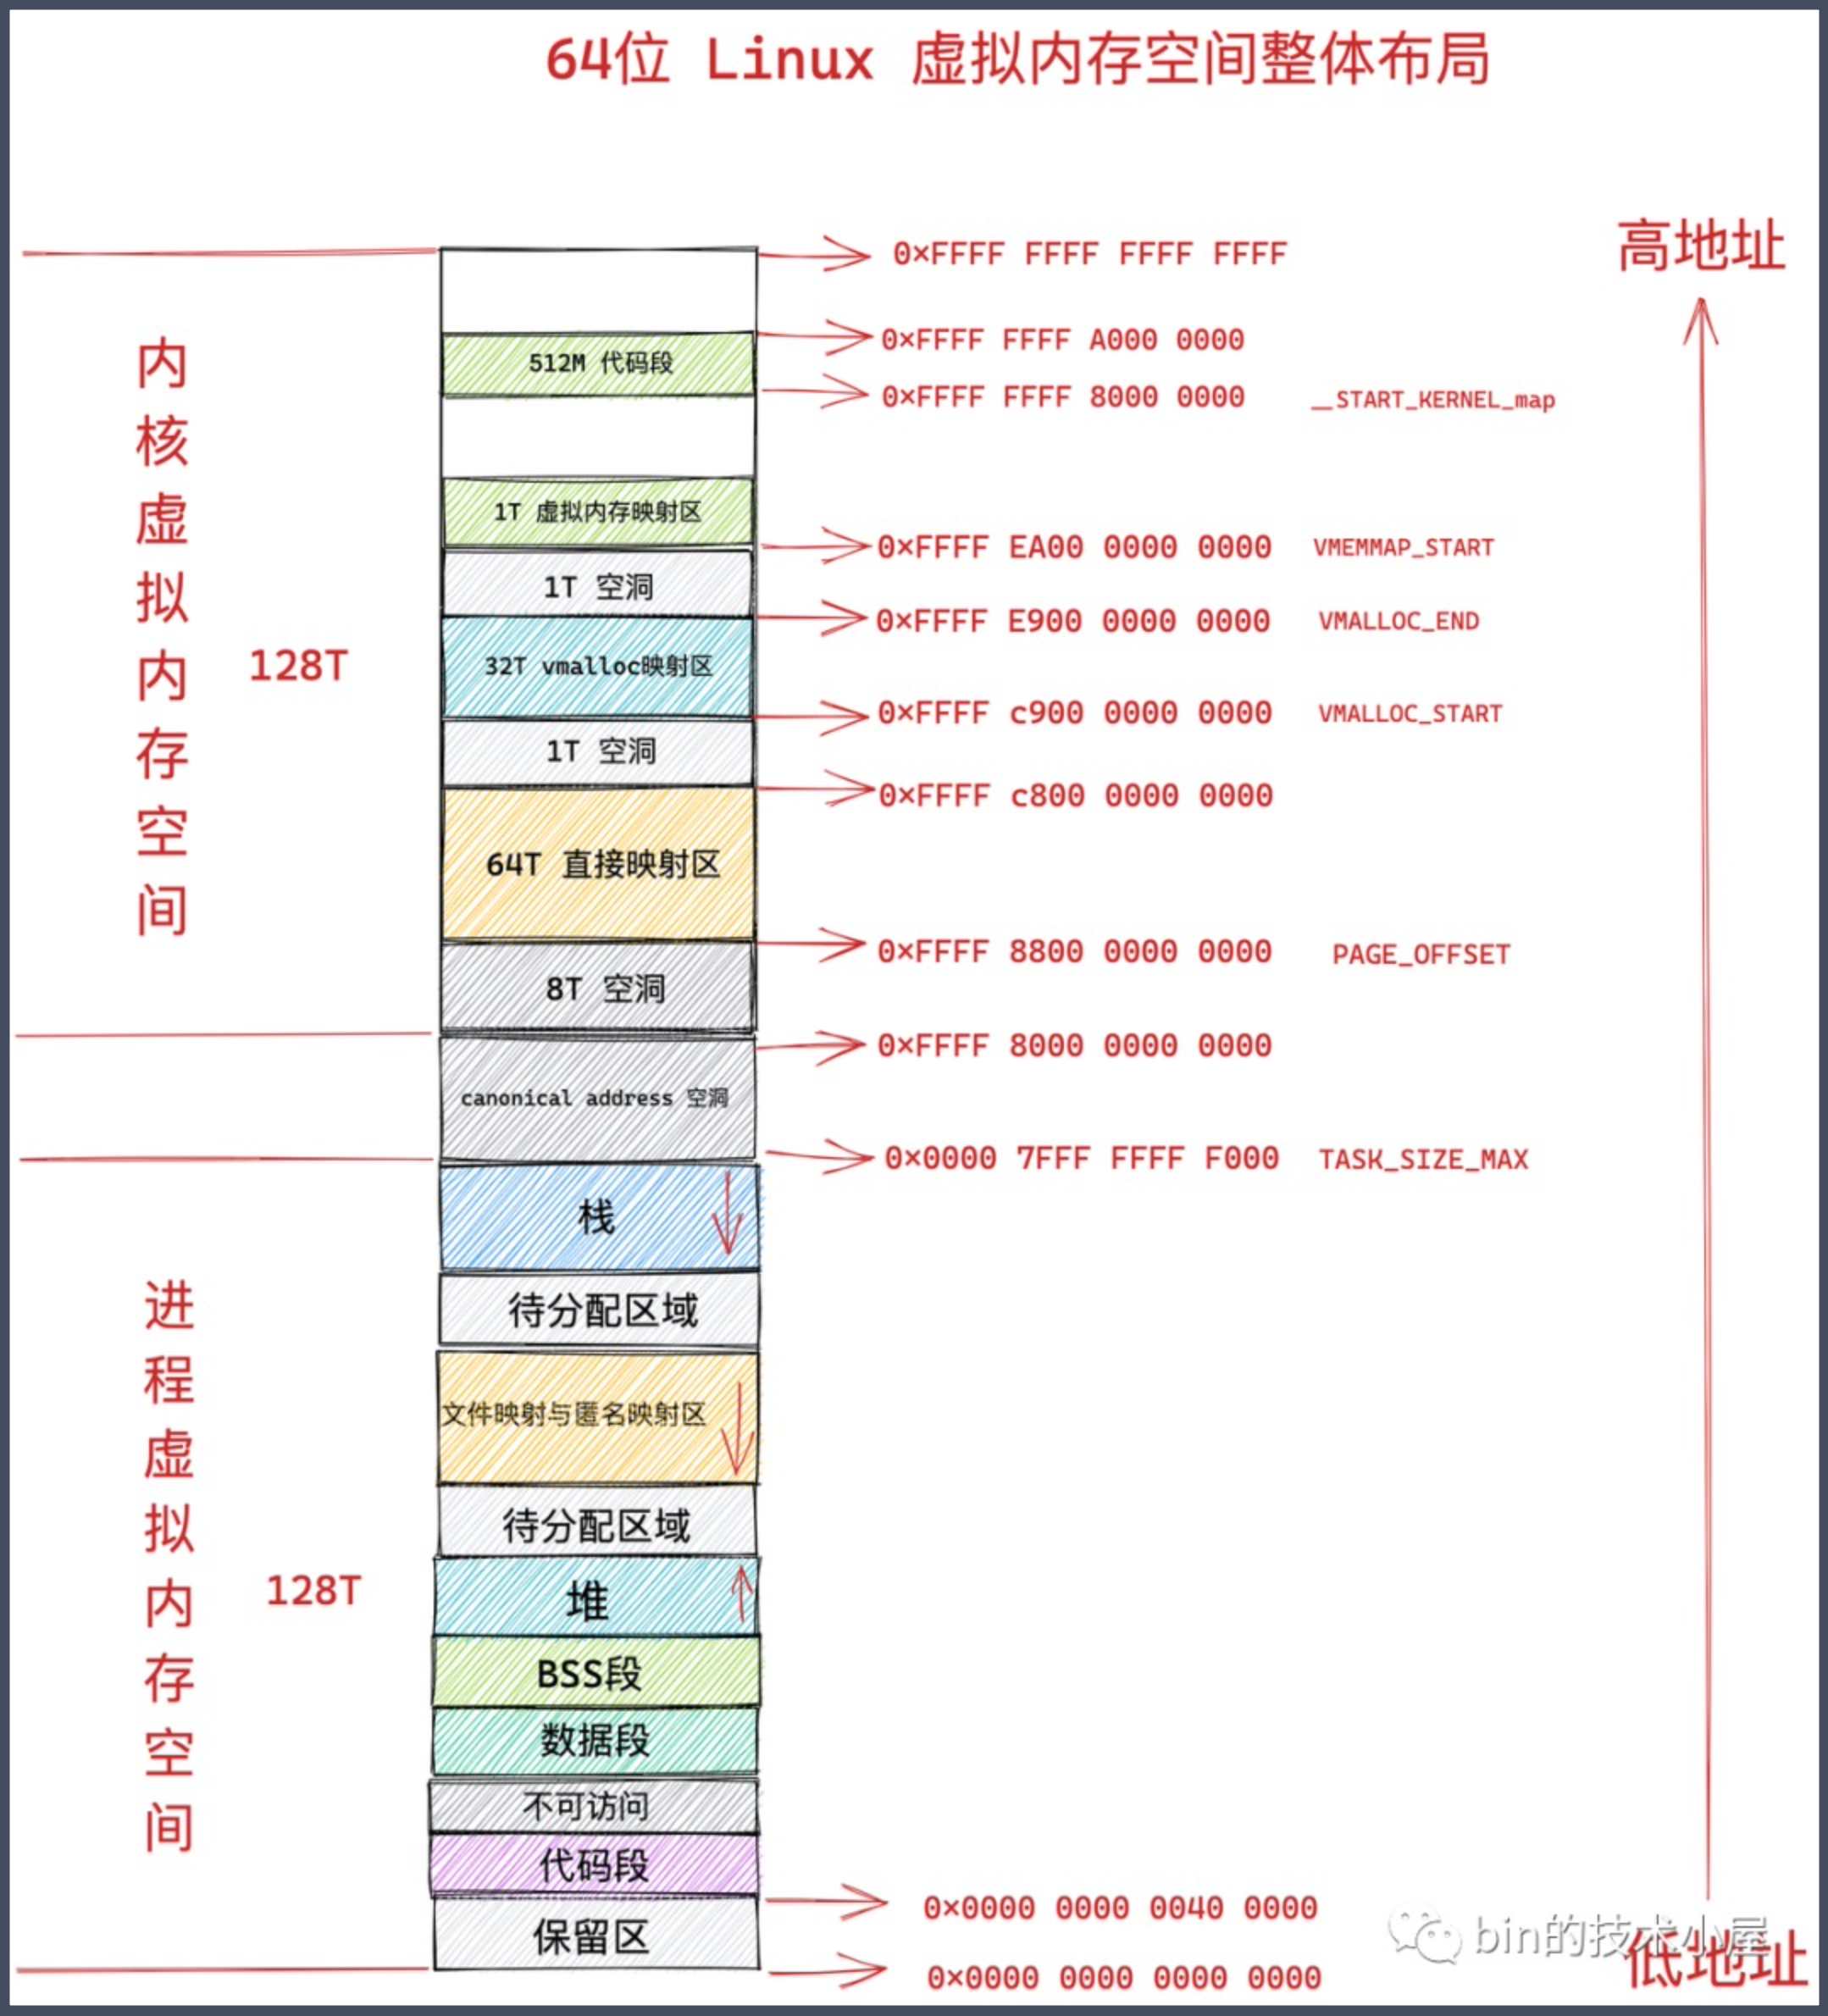 64位 Linux 虚拟内存空间整体布局
高地址
0×FFFF FFFF FFFF FFFF
0×FFFF FFFF A000 0000
512M 代码段
0×FFFF FFFF 8000 0000 __START_KERNEL_map
1T 虚拟内存映射区
0×FFFF EA00 0000 0000 VMEMMAP_START
1T 空洞
0×FFFF E900 0000 0000 VMALLOC_END
内核虚拟内存空间
128T
32T vmalloc映射区
0×FFFF c900 0000 0000 VMALLOC_START
1T 空洞
0×FFFF c800 0000 0000
64T 直接映射区
0×FFFF 8800 0000 0000 PAGE_OFFSET
8T 空洞
0×FFFF 8000 0000 0000
canonical address 空洞
0×0000 7FFF FFFF F000 TASK_SIZE_MAX
栈
待分配区域
文件映射与匿名映射区
待分配区域
进程虚拟内存空间
128T
堆
BSS段
数据段
不可访问
代码段
0×0000 0000 0040 0000
保留区
0×0000 0000 0000 0000
bin的技术小屋
低地址